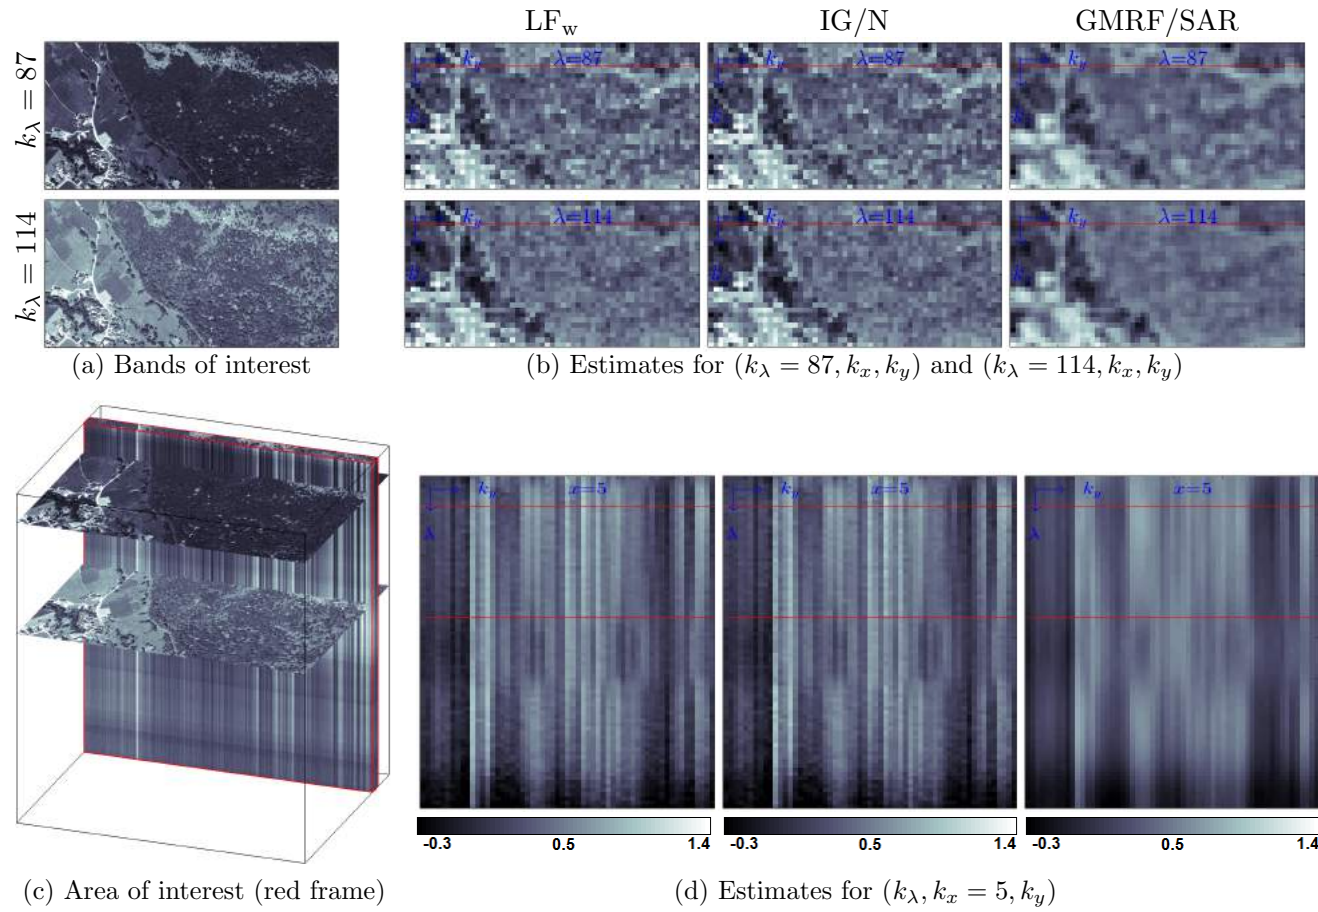 LF_w IG/N GMRF/SAR
k_λ = 87
k_y λ=87 k_y λ=87 k_y λ=87
k_λ = 114
k_y λ=114 k_y λ=114 k_y λ=114
(a) Bands of interest
(b) Estimates for (k_λ = 87, k_x, k_y) and (k_λ = 114, k_x, k_y)
k_y x=5 k_y x=5 k_y x=5
λ λ λ
-0.3 0.5 1.4 -0.3 0.5 1.4 -0.3 0.5 1.4
(c) Area of interest (red frame)
(d) Estimates for (k_λ, k_x = 5, k_y)